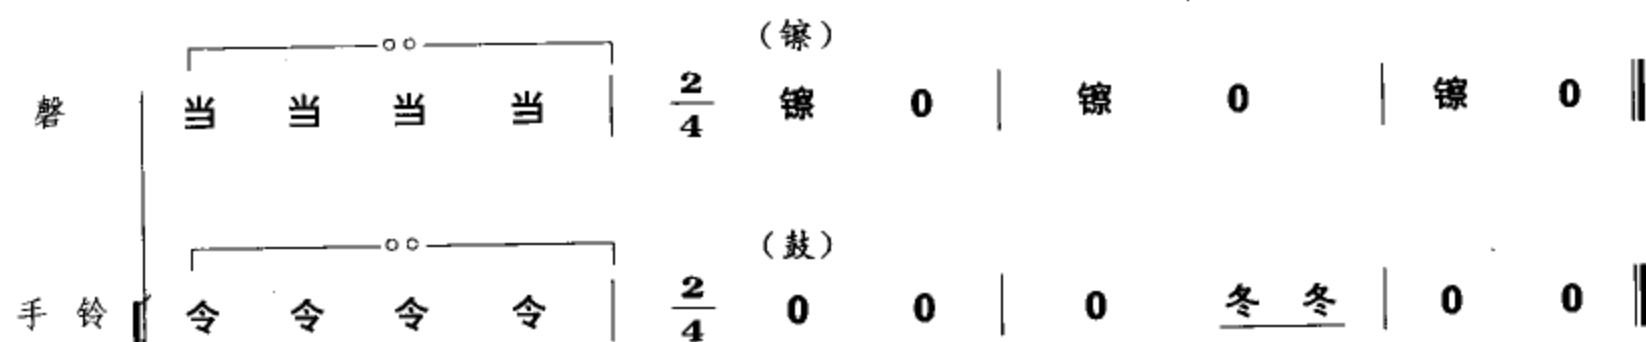 （镲）
磬 当 当 当 当 2/4 镲 0 | 镲 0 | 镲 0
（鼓）
手 铃 令 令 令 令 2/4 0 0 | 0 冬 冬 | 0 0